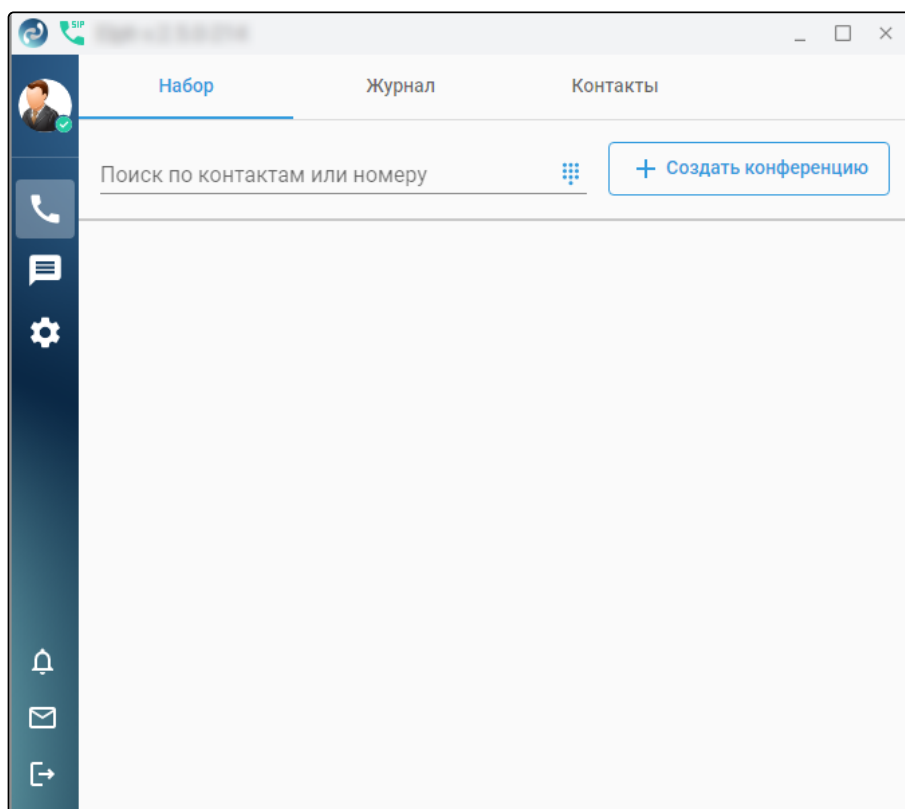 SIP
Набор
Журнал
Контакты
Поиск по контактам или номеру
Создать конференцию